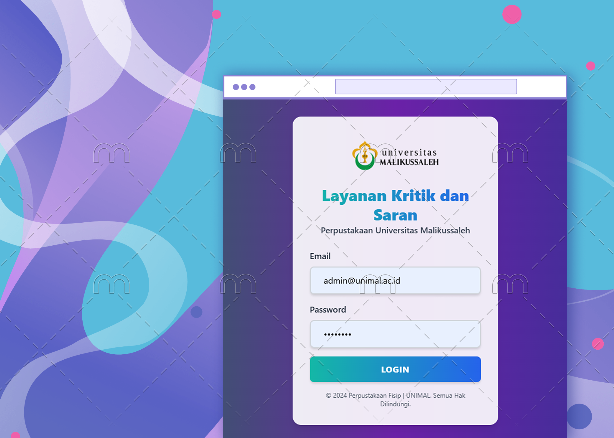 universitas
MALIKUSSALEH
Layanan Kritik dan
Saran
Perpustakaan Universitas Malikussaleh
Email
admin@unimal.ac.id
Password
••••••••
LOGIN
© 2024 Perpustakaan Fisip | UNIMAL. Semua Hak
Dilindungi.